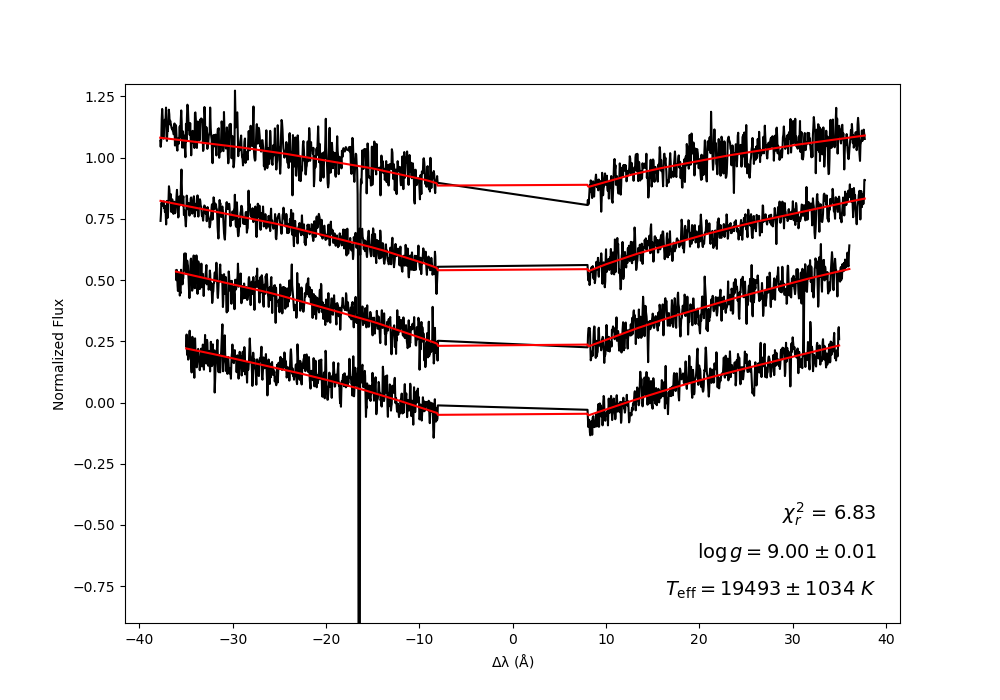 1.25
1.00
0.75
0.50
0.25
0.00
−0.25
−0.50
−0.75
Normalized Flux
χ²ᵣ = 6.83
log g = 9.00 ± 0.01
T_eff = 19493 ± 1034 K
−40 −30 −20 −10 0 10 20 30 40
Δλ (Å)